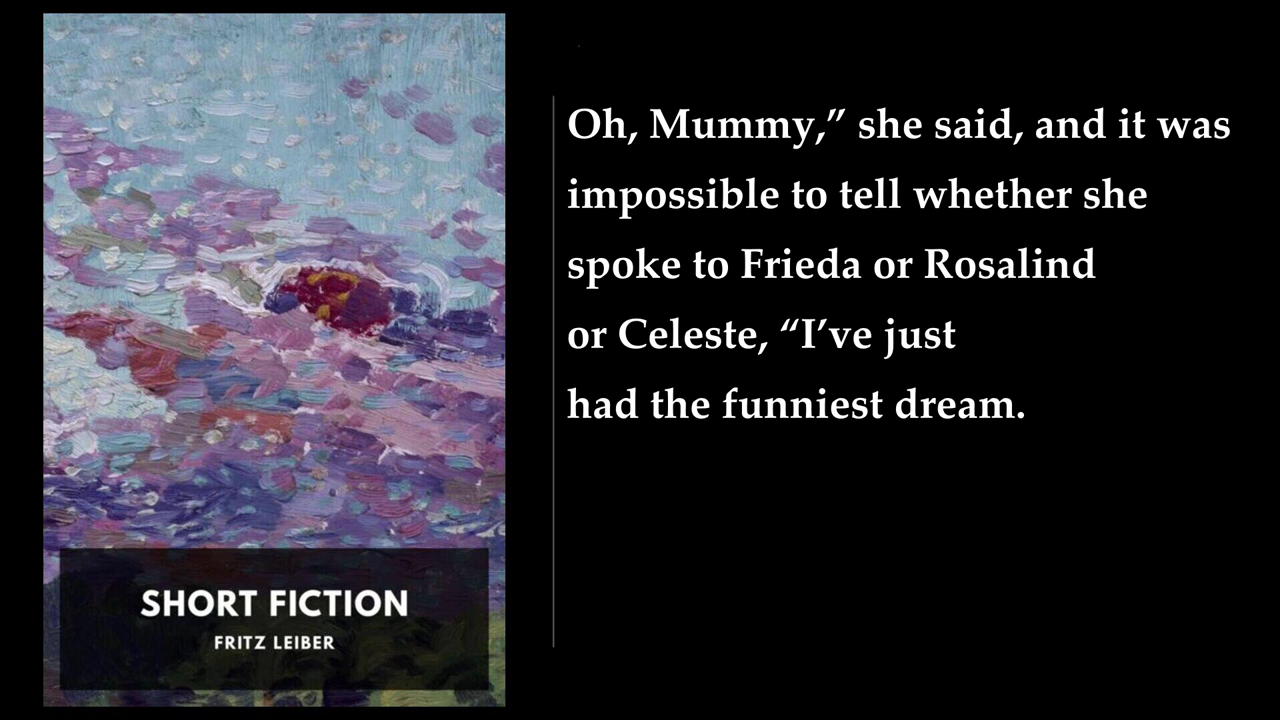 Oh, Mummy,” she said, and it was
impossible to tell whether she
spoke to Frieda or Rosalind
or Celeste, “I’ve just
had the funniest dream.
SHORT FICTION
FRITZ LEIBER